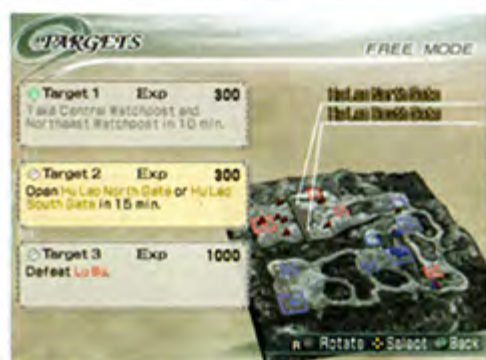 TARGETS
FREE MODE
Target 1 Exp 300
Take Central Watchpost and
Northeast Watchpost in 10 min.
Target 2 Exp 300
Open Hu Lao North Gate or Hu Lao
South Gate in 15 min.
Target 3 Exp 1000
Defeat Lu Bu.
Hu Lao North Gate
Hu Lao South Gate
R Rotate Select Back